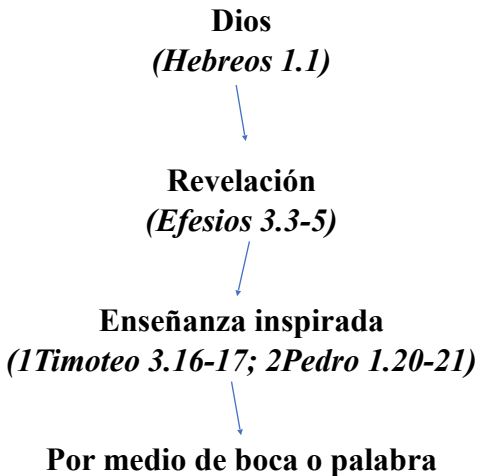 Dios
(Hebreos 1.1)
Revelación
(Efesios 3.3-5)
Enseñanza inspirada
(1Timoteo 3.16-17; 2Pedro 1.20-21)
Por medio de boca o palabra